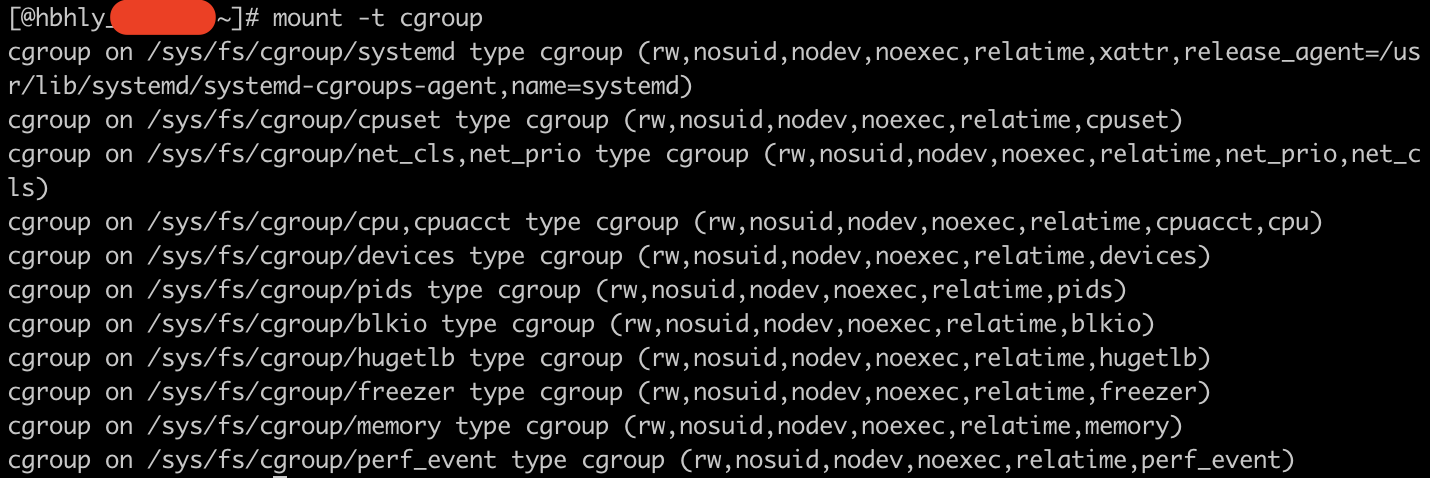 [@hbhly_ ~]# mount -t cgroup
cgroup on /sys/fs/cgroup/systemd type cgroup (rw,nosuid,nodev,noexec,relatime,xattr,release_agent=/us
r/lib/systemd/systemd-cgroups-agent,name=systemd)
cgroup on /sys/fs/cgroup/cpuset type cgroup (rw,nosuid,nodev,noexec,relatime,cpuset)
cgroup on /sys/fs/cgroup/net_cls,net_prio type cgroup (rw,nosuid,nodev,noexec,relatime,net_prio,net_c
ls)
cgroup on /sys/fs/cgroup/cpu,cpuacct type cgroup (rw,nosuid,nodev,noexec,relatime,cpuacct,cpu)
cgroup on /sys/fs/cgroup/devices type cgroup (rw,nosuid,nodev,noexec,relatime,devices)
cgroup on /sys/fs/cgroup/pids type cgroup (rw,nosuid,nodev,noexec,relatime,pids)
cgroup on /sys/fs/cgroup/blkio type cgroup (rw,nosuid,nodev,noexec,relatime,blkio)
cgroup on /sys/fs/cgroup/hugetlb type cgroup (rw,nosuid,nodev,noexec,relatime,hugetlb)
cgroup on /sys/fs/cgroup/freezer type cgroup (rw,nosuid,nodev,noexec,relatime,freezer)
cgroup on /sys/fs/cgroup/memory type cgroup (rw,nosuid,nodev,noexec,relatime,memory)
cgroup on /sys/fs/cgroup/perf_event type cgroup (rw,nosuid,nodev,noexec,relatime,perf_event)